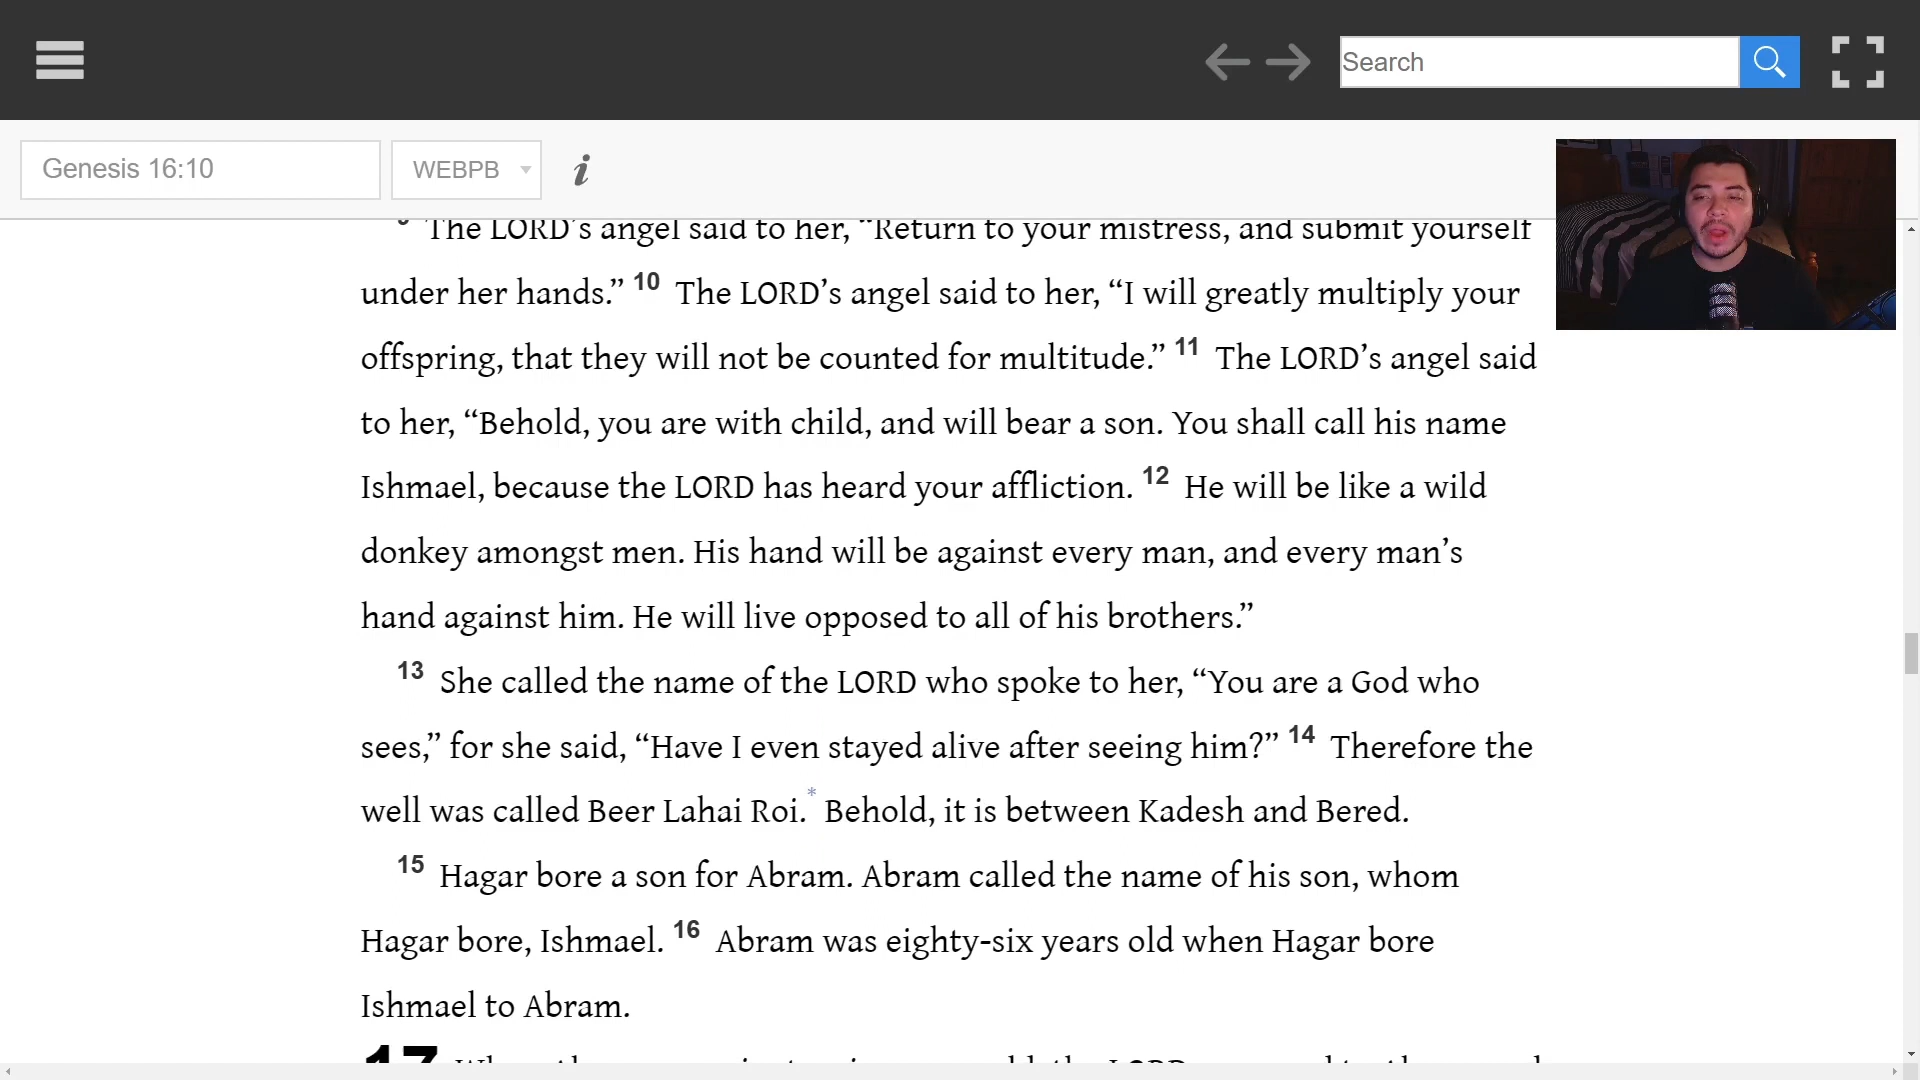 Search
Genesis 16:10
WEBPB
i
9 The LORD’s angel said to her, “Return to your mistress, and submit yourself
under her hands.” 10 The LORD’s angel said to her, “I will greatly multiply your
offspring, that they will not be counted for multitude.” 11 The LORD’s angel said
to her, “Behold, you are with child, and will bear a son. You shall call his name
Ishmael, because the LORD has heard your affliction. 12 He will be like a wild
donkey amongst men. His hand will be against every man, and every man’s
hand against him. He will live opposed to all of his brothers.”
13 She called the name of the LORD who spoke to her, “You are a God who
sees,” for she said, “Have I even stayed alive after seeing him?” 14 Therefore the
well was called Beer Lahai Roi.* Behold, it is between Kadesh and Bered.
15 Hagar bore a son for Abram. Abram called the name of his son, whom
Hagar bore, Ishmael. 16 Abram was eighty-six years old when Hagar bore
Ishmael to Abram.
17